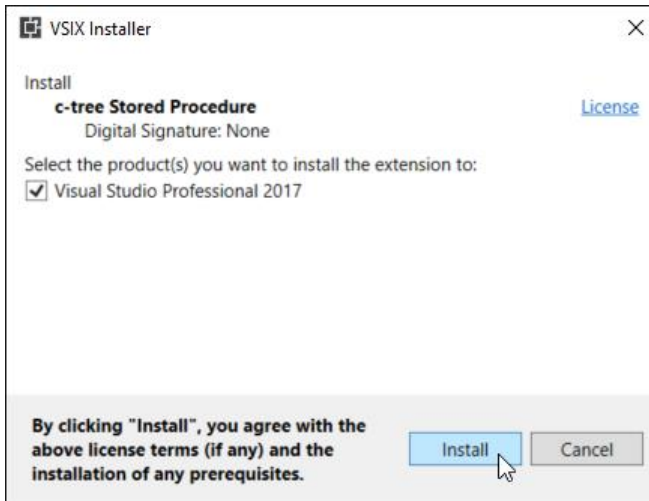 VSIX Installer
Install
c-tree Stored Procedure
License
Digital Signature: None
Select the product(s) you want to install the extension to:
Visual Studio Professional 2017
By clicking "Install", you agree with the
above license terms (if any) and the
installation of any prerequisites.
Install
Cancel